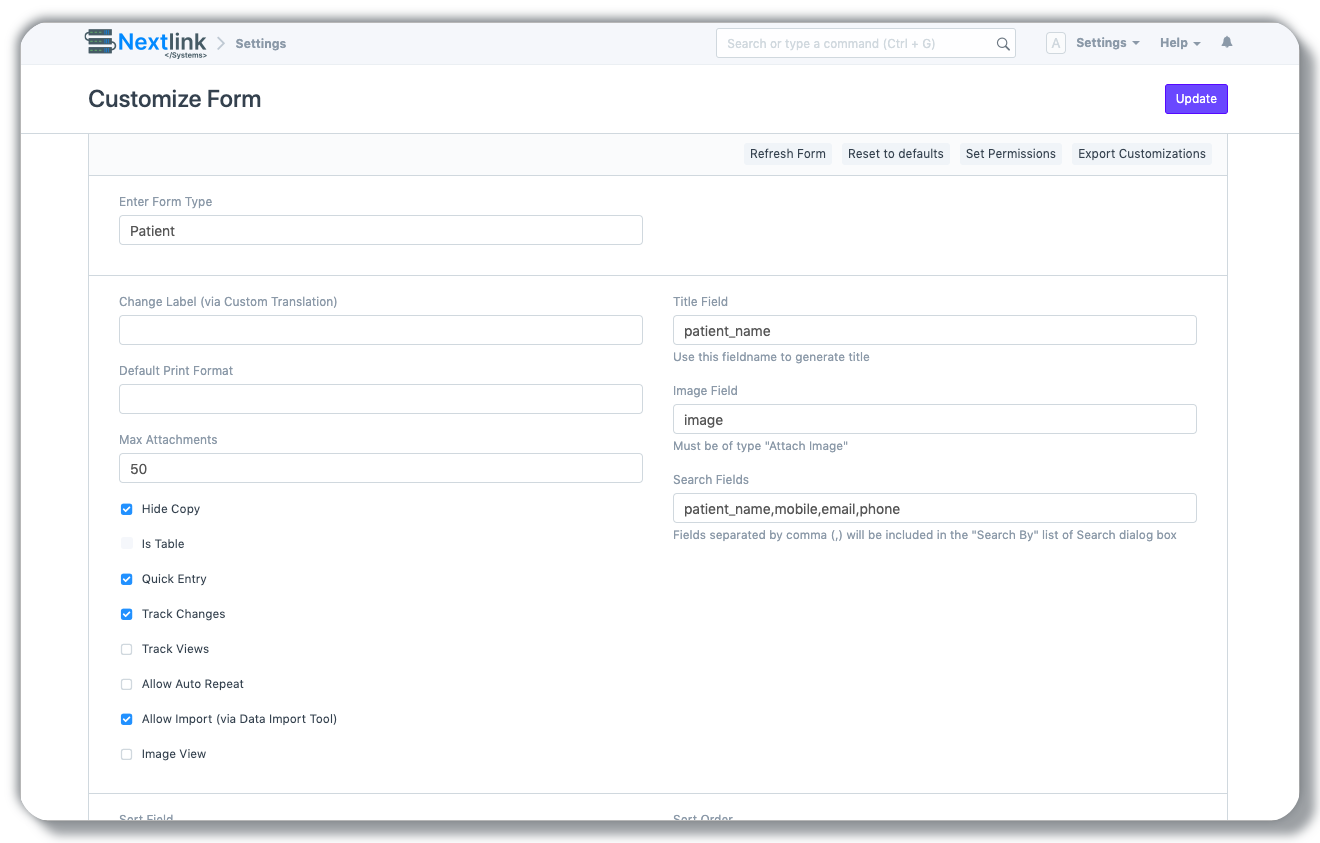 Nextlink
</Systems>
Settings
Search or type a command (Ctrl + G)
A
Settings
Help
Customize Form
Update
Refresh Form
Reset to defaults
Set Permissions
Export Customizations
Enter Form Type
Patient
Change Label (via Custom Translation)
Default Print Format
Max Attachments
50
Hide Copy
Is Table
Quick Entry
Track Changes
Track Views
Allow Auto Repeat
Allow Import (via Data Import Tool)
Image View
Title Field
patient_name
Use this fieldname to generate title
Image Field
image
Must be of type "Attach Image"
Search Fields
patient_name,mobile,email,phone
Fields separated by comma (,) will be included in the "Search By" list of Search dialog box
Sort Field
Sort Order